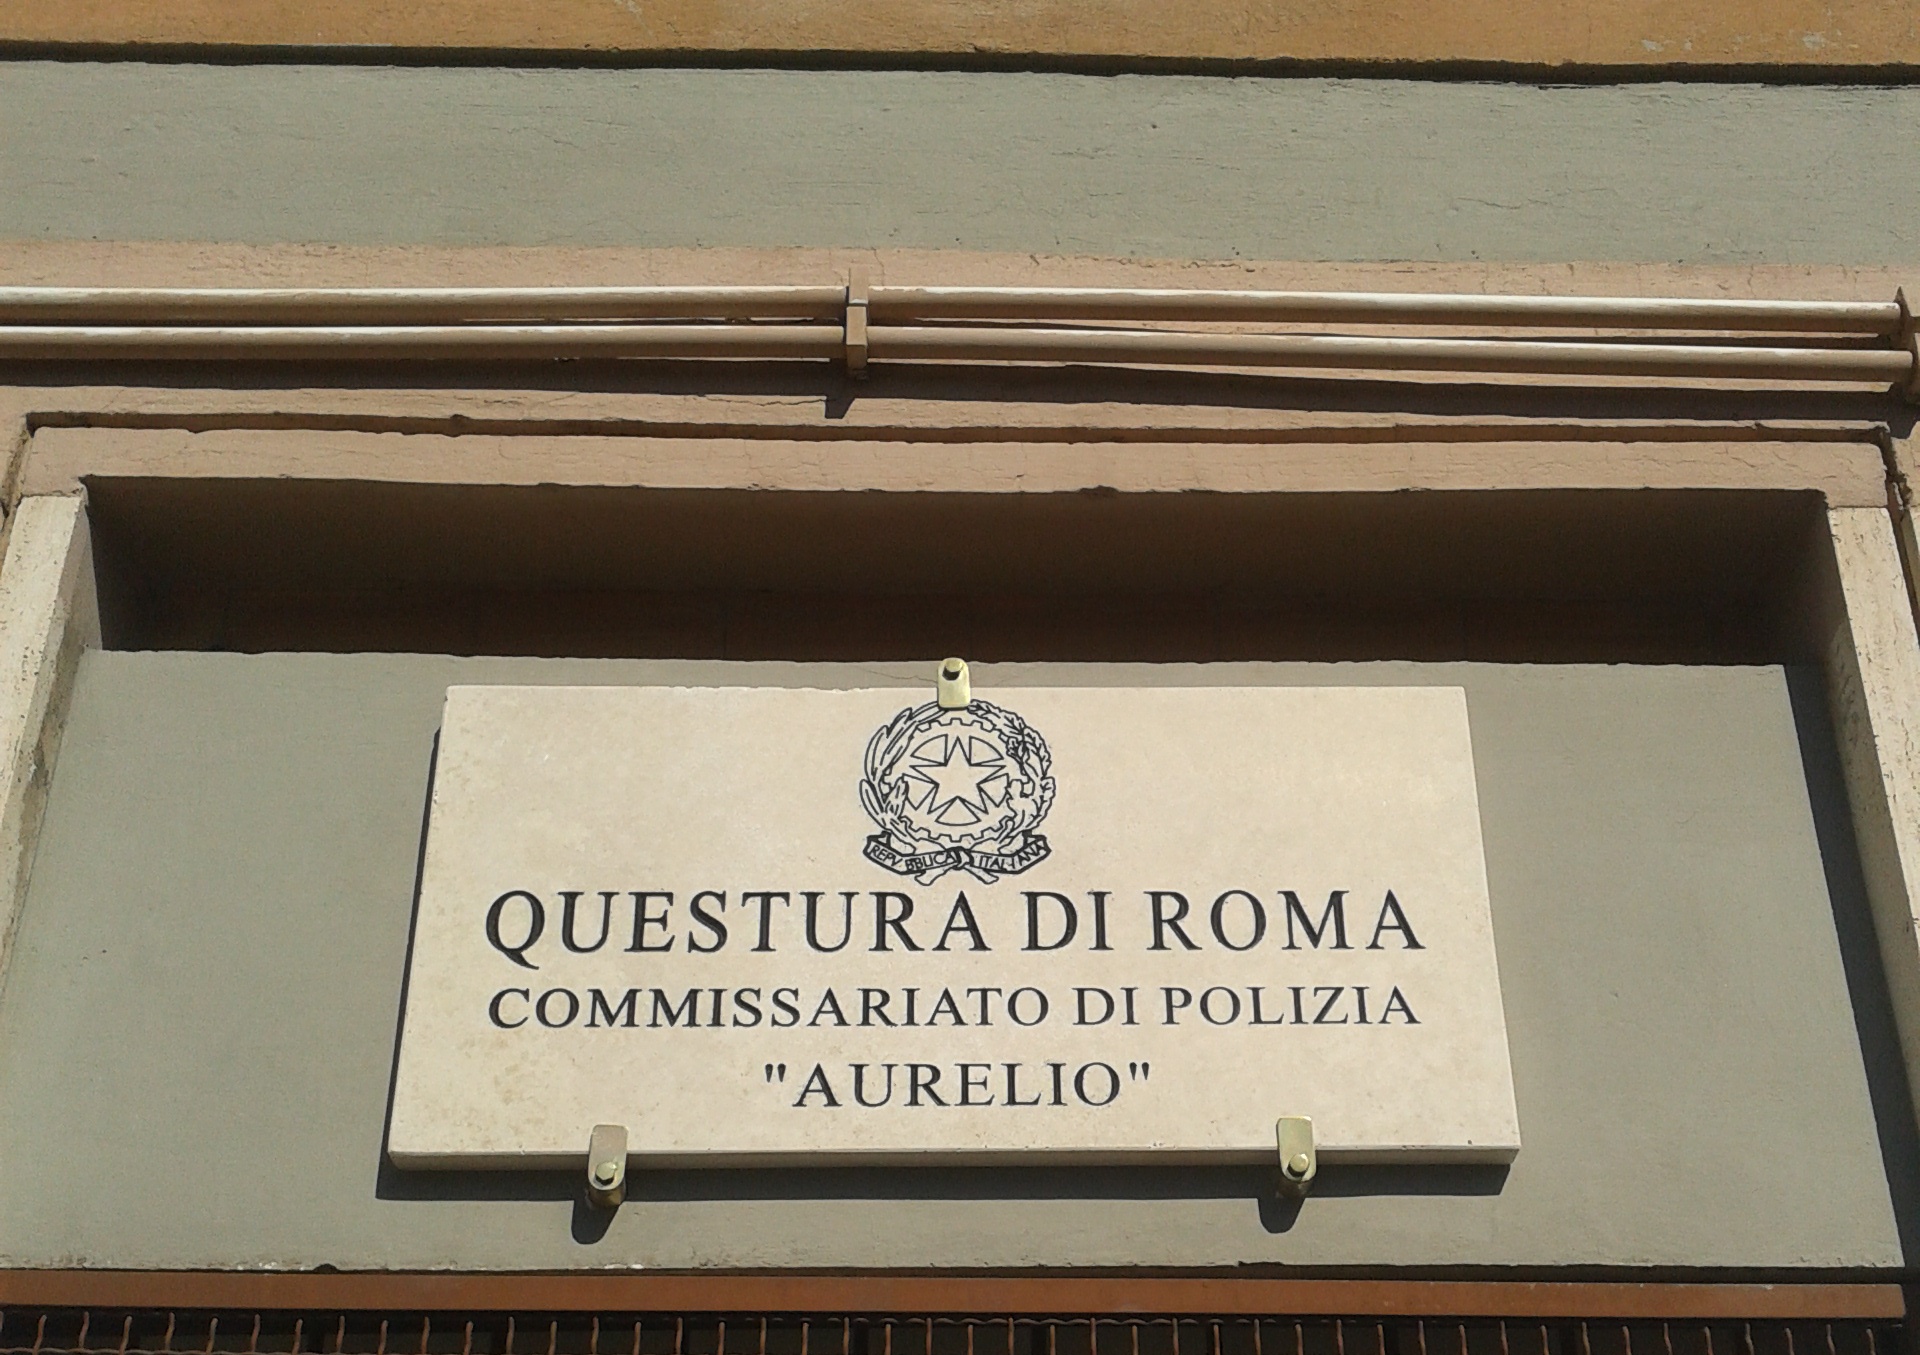 REPVBBLICA ITALIANA
QUESTURA DI ROMA
COMMISSARIATO DI POLIZIA
"AURELIO"